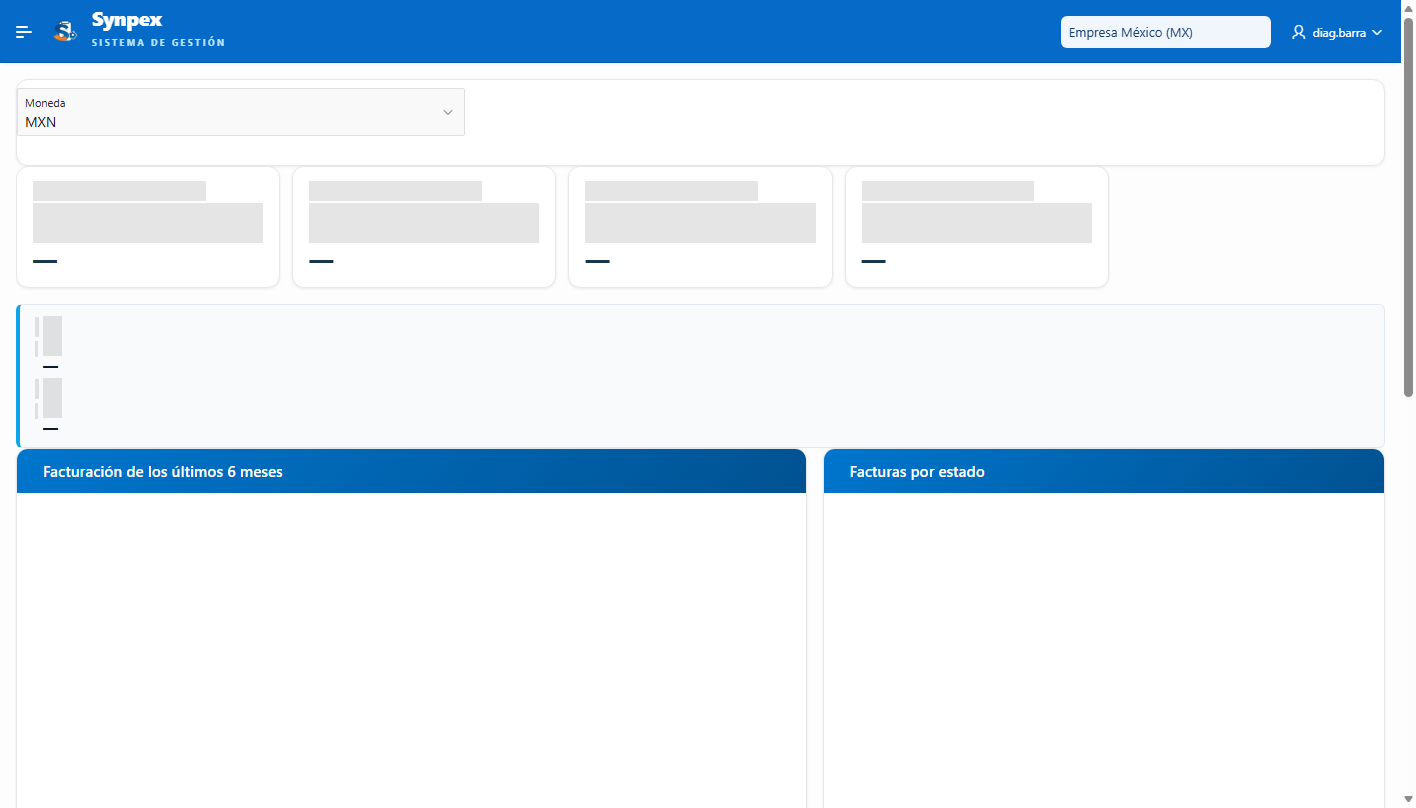 Synpex
SISTEMA DE GESTIÓN
Empresa México (MX)
diag.barra
Moneda
MXN
Facturación de los últimos 6 meses
Facturas por estado